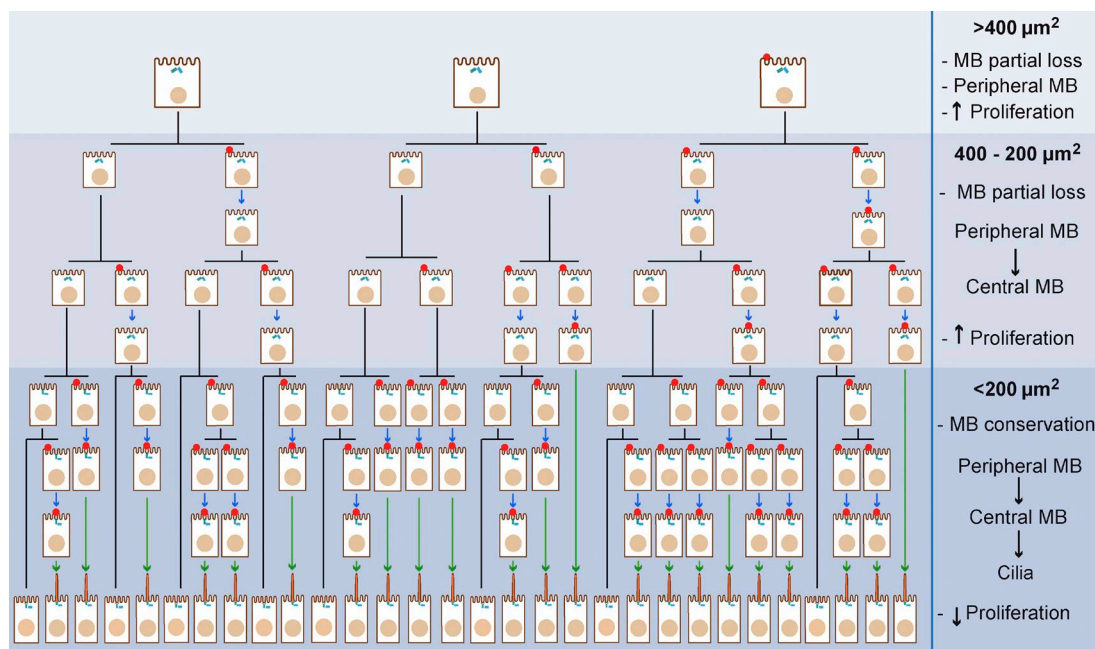 >400 µm²
- MB partial loss
- Peripheral MB
-↑ Proliferation
400 - 200 µm²
- MB partial loss
Peripheral MB
↓
Central MB
-↑ Proliferation
<200 µm²
- MB conservation
Peripheral MB
↓
Central MB
↓
Cilia
-↓ Proliferation